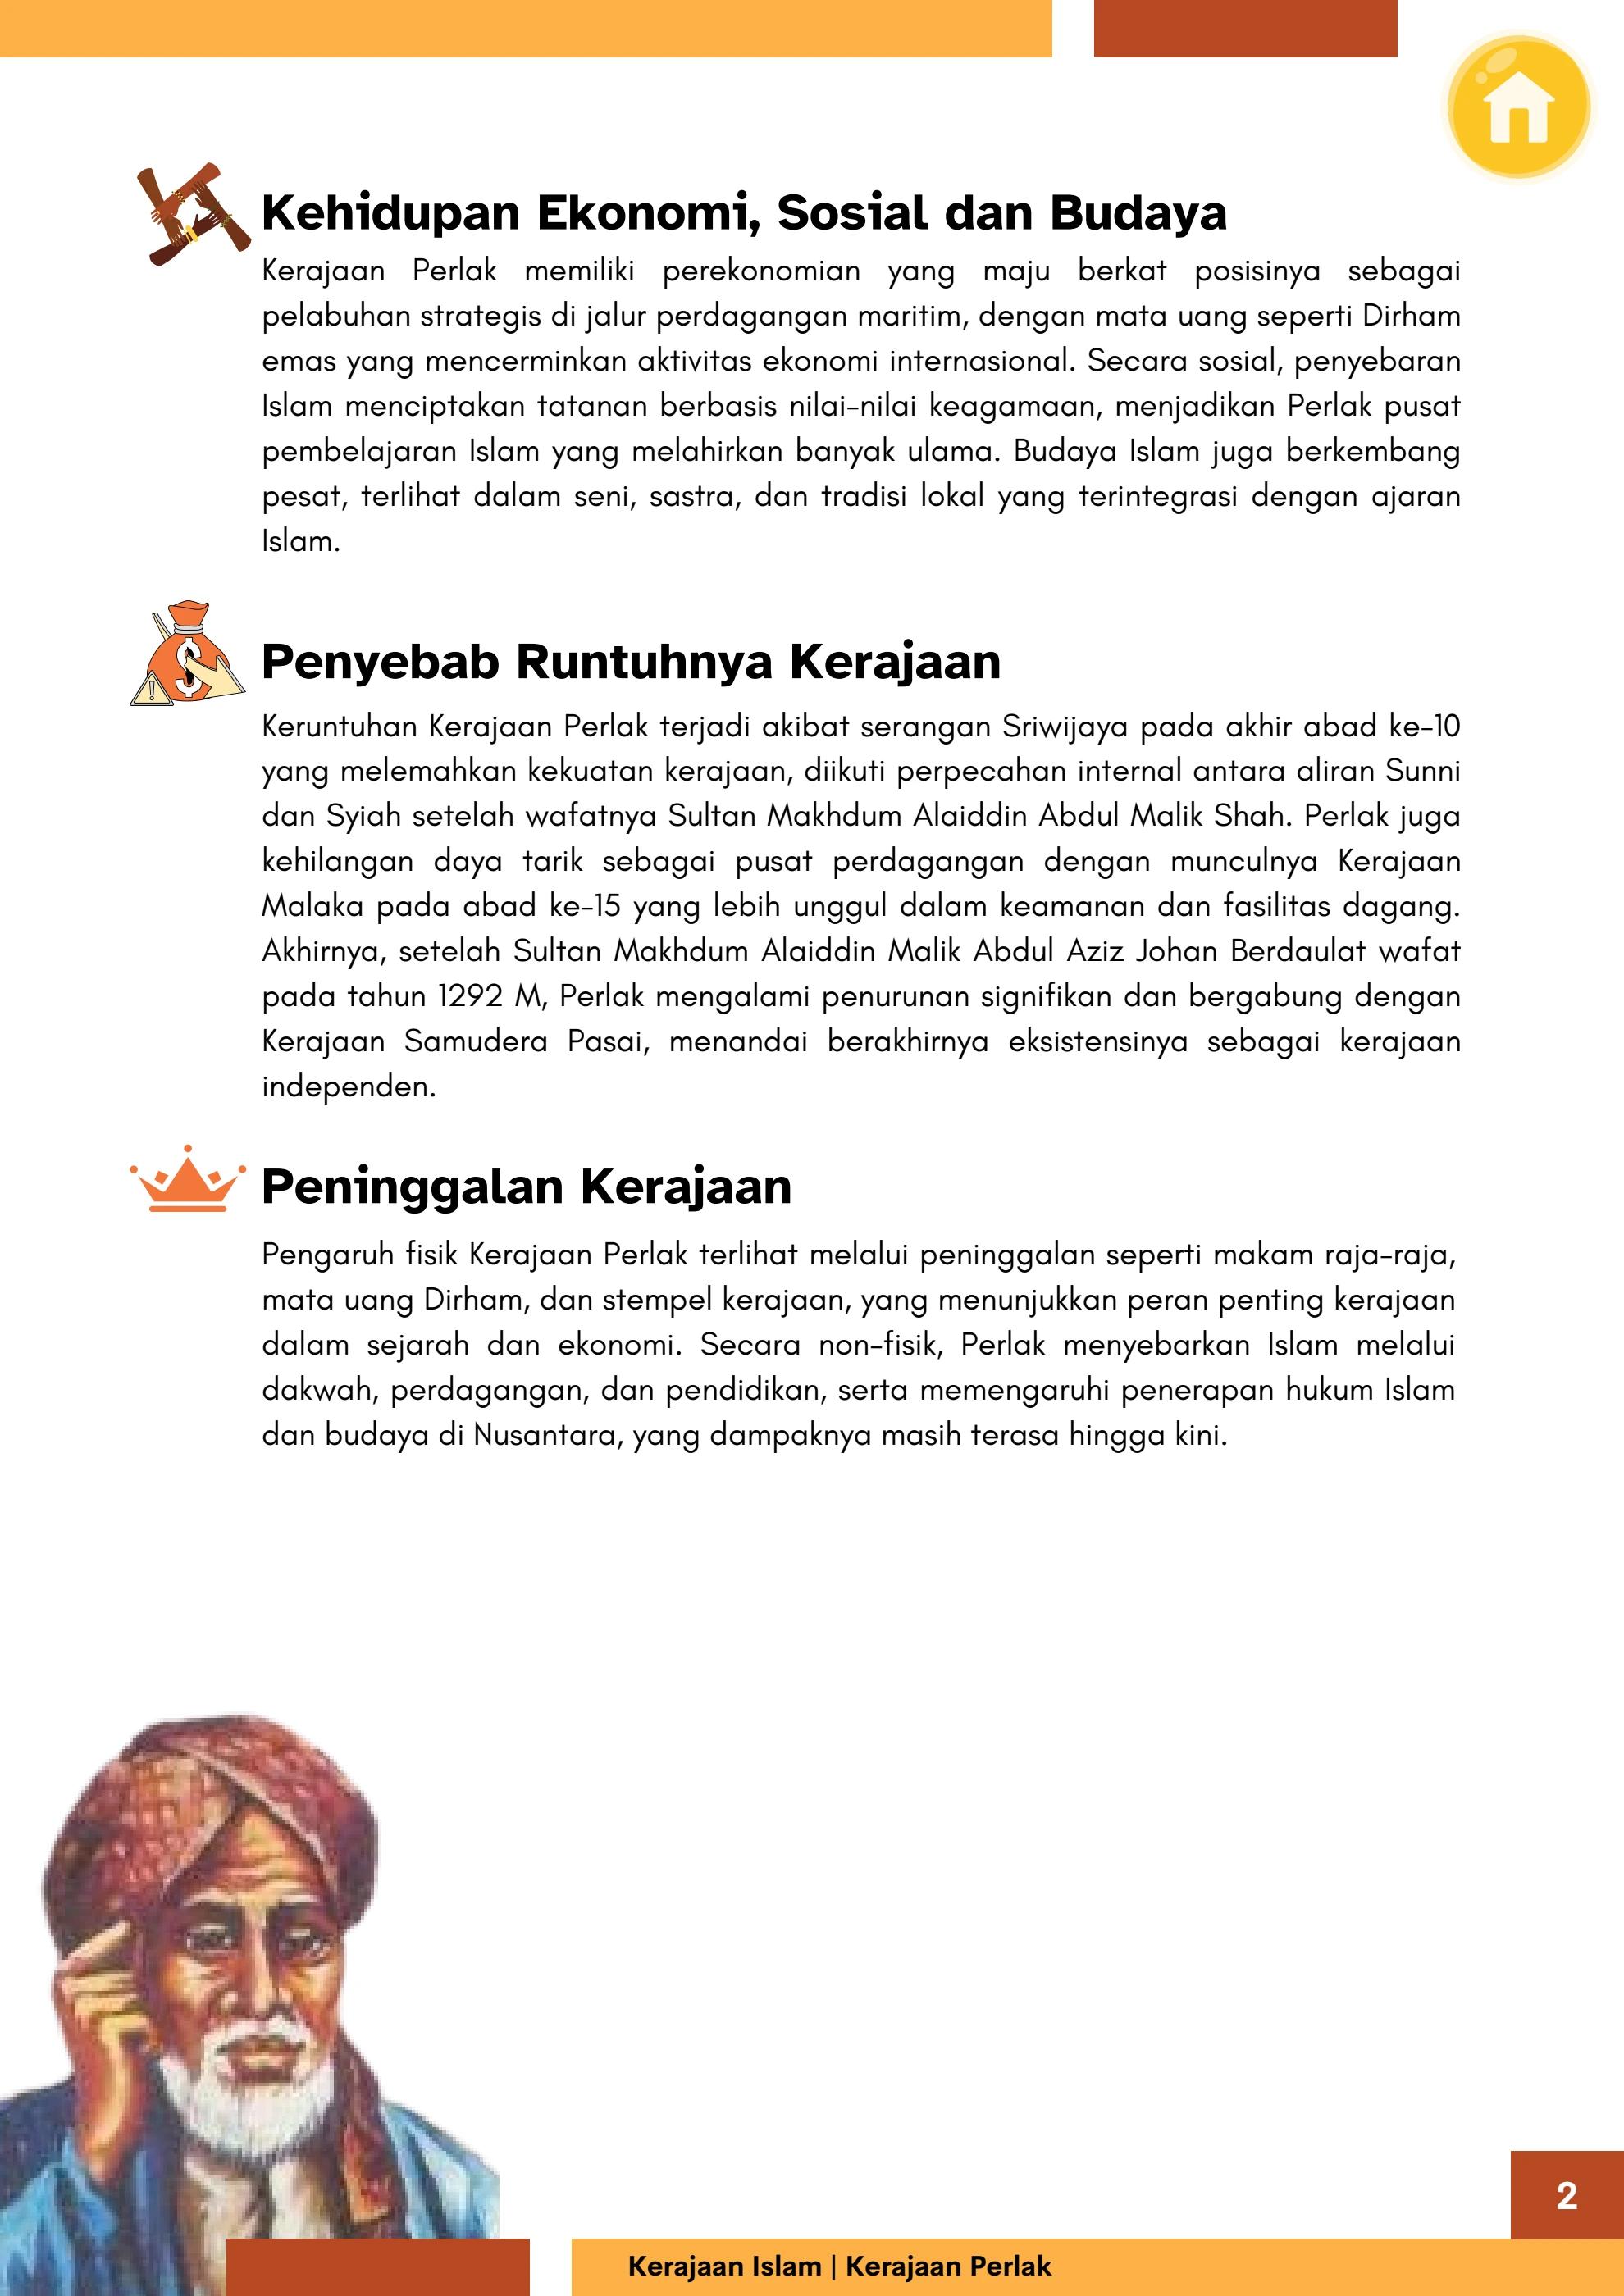 Kehidupan Ekonomi, Sosial dan Budaya
Kerajaan Perlak memiliki perekonomian yang maju berkat posisinya sebagai
pelabuhan strategis di jalur perdagangan maritim, dengan mata uang seperti Dirham
emas yang mencerminkan aktivitas ekonomi internasional. Secara sosial, penyebaran
Islam menciptakan tatanan berbasis nilai-nilai keagamaan, menjadikan Perlak pusat
pembelajaran Islam yang melahirkan banyak ulama. Budaya Islam juga berkembang
pesat, terlihat dalam seni, sastra, dan tradisi lokal yang terintegrasi dengan ajaran
Islam.
Penyebab Runtuhnya Kerajaan
Keruntuhan Kerajaan Perlak terjadi akibat serangan Sriwijaya pada akhir abad ke-10
yang melemahkan kekuatan kerajaan, diikuti perpecahan internal antara aliran Sunni
dan Syiah setelah wafatnya Sultan Makhdum Alaiddin Abdul Malik Shah. Perlak juga
kehilangan daya tarik sebagai pusat perdagangan dengan munculnya Kerajaan
Malaka pada abad ke-15 yang lebih unggul dalam keamanan dan fasilitas dagang.
Akhirnya, setelah Sultan Makhdum Alaiddin Malik Abdul Aziz Johan Berdaulat wafat
pada tahun 1292 M, Perlak mengalami penurunan signifikan dan bergabung dengan
Kerajaan Samudera Pasai, menandai berakhirnya eksistensinya sebagai kerajaan
independen.
Peninggalan Kerajaan
Pengaruh fisik Kerajaan Perlak terlihat melalui peninggalan seperti makam raja-raja,
mata uang Dirham, dan stempel kerajaan, yang menunjukkan peran penting kerajaan
dalam sejarah dan ekonomi. Secara non-fisik, Perlak menyebarkan Islam melalui
dakwah, perdagangan, dan pendidikan, serta memengaruhi penerapan hukum Islam
dan budaya di Nusantara, yang dampaknya masih terasa hingga kini.
2
Kerajaan Islam | Kerajaan Perlak